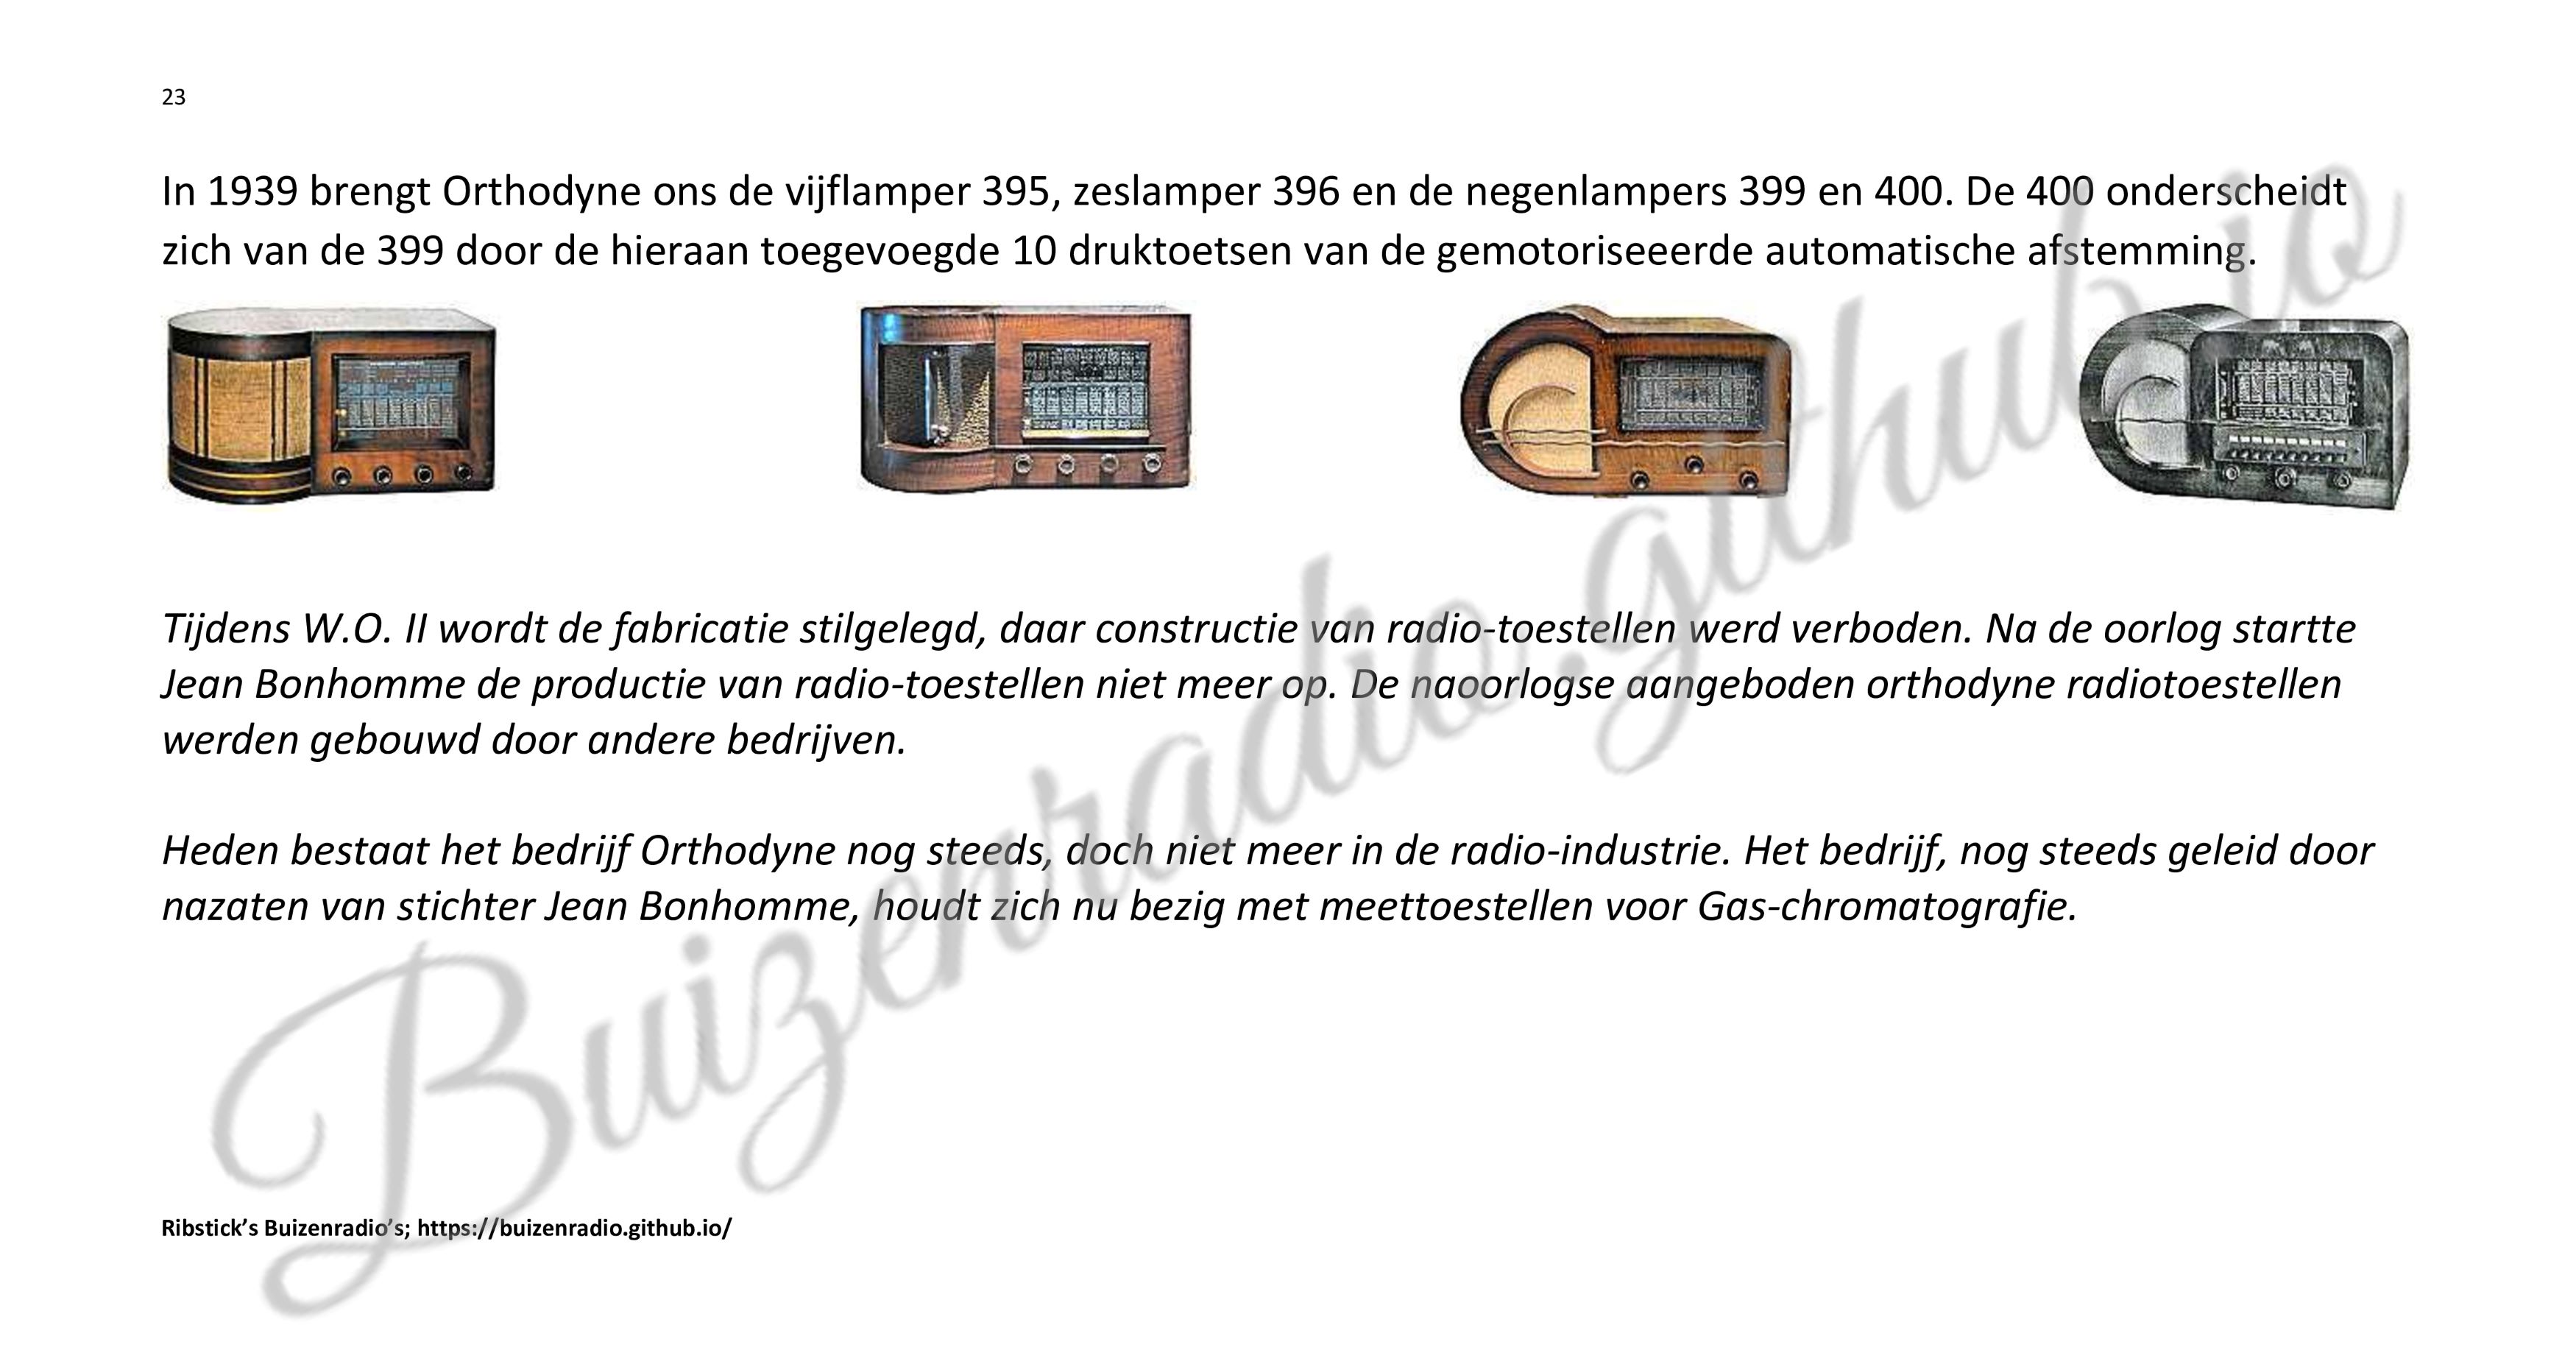 23
In 1939 brengt Orthodyne ons de vijflamper 395, zeslamper 396 en de negenlampers 399 en 400. De 400 onderscheidt
zich van de 399 door de hieraan toegevoegde 10 druktoetsen van de gemotoriseeerde automatische afstemming.
Tijdens W.O. II wordt de fabricatie stilgelegd, daar constructie van radio-toestellen werd verboden. Na de oorlog startte
Jean Bonhomme de productie van radio-toestellen niet meer op. De naoorlogse aangeboden orthodyne radiotoestellen
werden gebouwd door andere bedrijven.
Heden bestaat het bedrijf Orthodyne nog steeds, doch niet meer in de radio-industrie. Het bedrijf, nog steeds geleid door
nazaten van stichter Jean Bonhomme, houdt zich nu bezig met meettoestellen voor Gas-chromatografie.
Buizenradio.github.io
Ribstick’s Buizenradio’s; https://buizenradio.github.io/